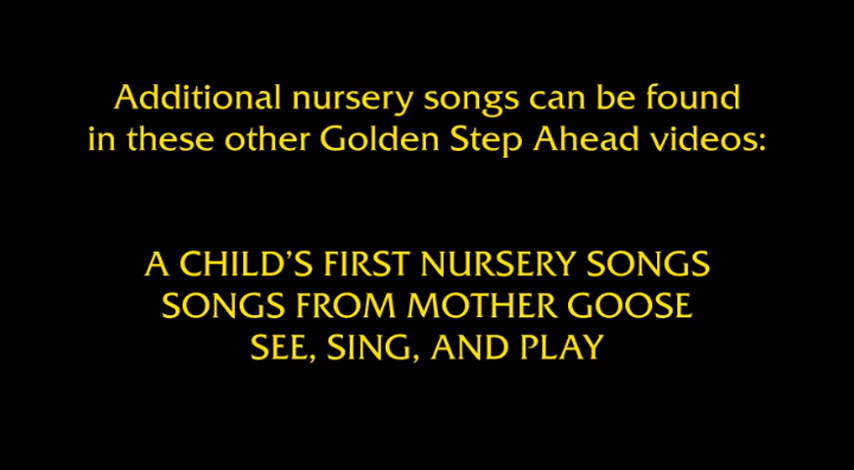 Additional nursery songs can be found
in these other Golden Step Ahead videos:
A CHILD'S FIRST NURSERY SONGS
SONGS FROM MOTHER GOOSE
SEE, SING, AND PLAY